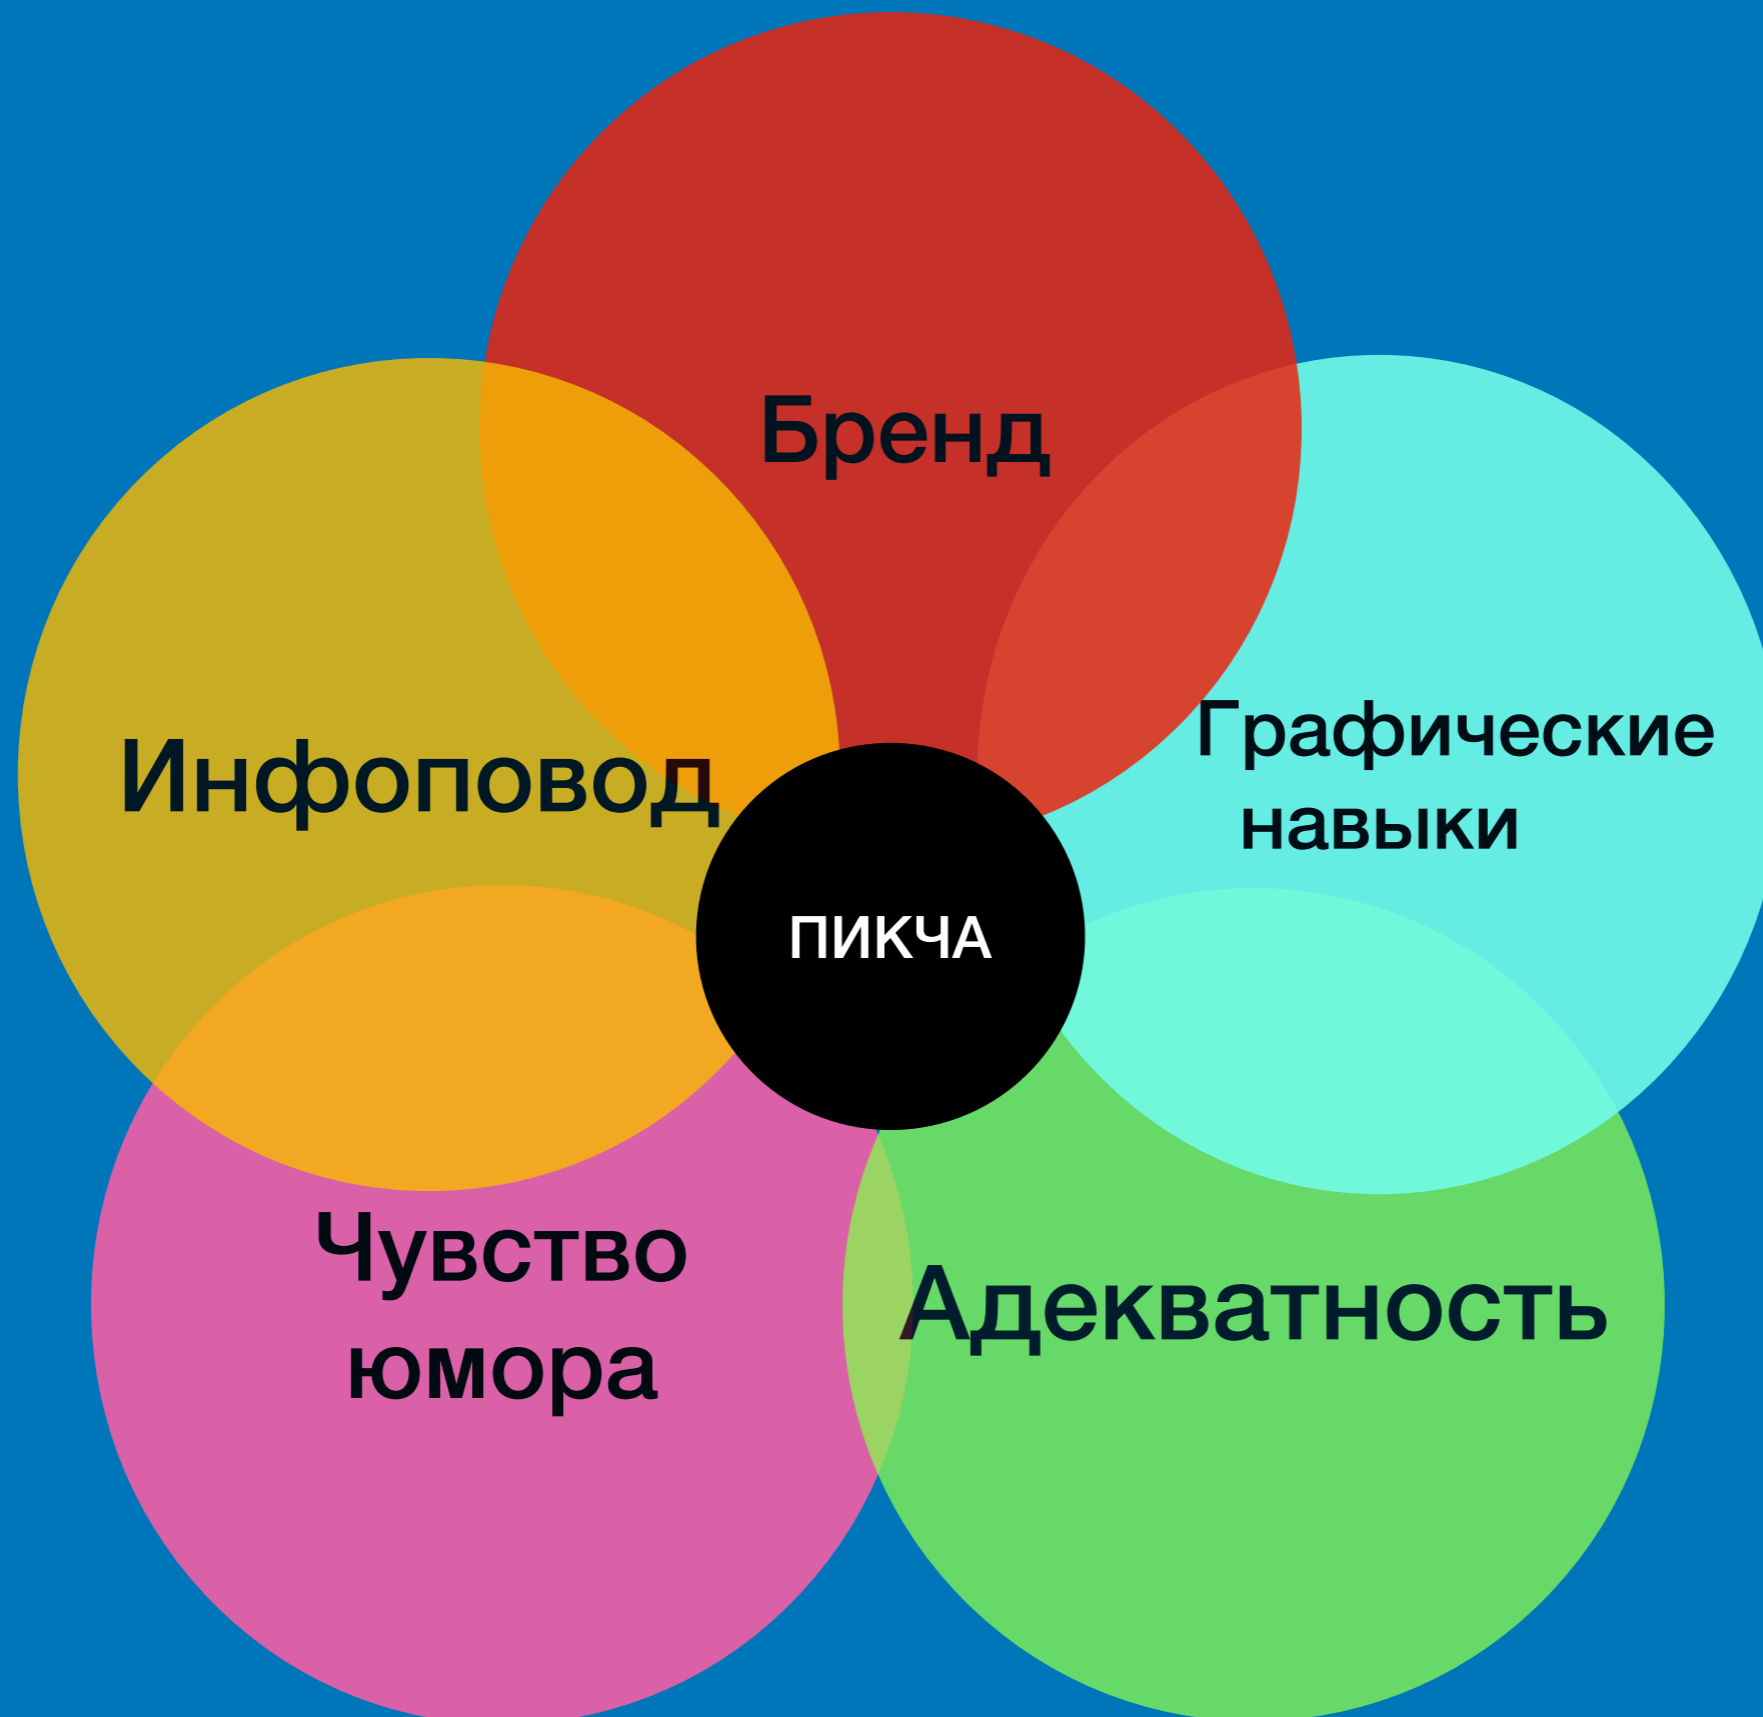 Бренд
Графические
навыки
Инфоповод
ПИКЧА
Чувство
юмора
Адекватность